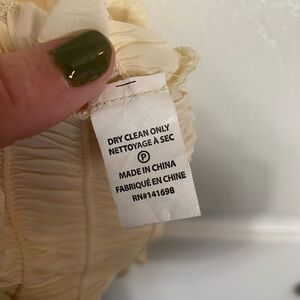 DRY CLEAN ONLY
NETTOYAGE À SEC
P
MADE IN CHINA
FABRIQUÉ EN CHINE
RN#141698